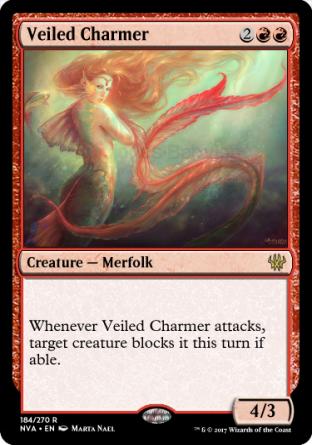 Veiled Charmer 2
Creature — Merfolk
Whenever Veiled Charmer attacks,
target creature blocks it this turn if
able.
4/3
184/270 R
NVA • EN Marta Nael
™ & © 2017 Wizards of the Coast